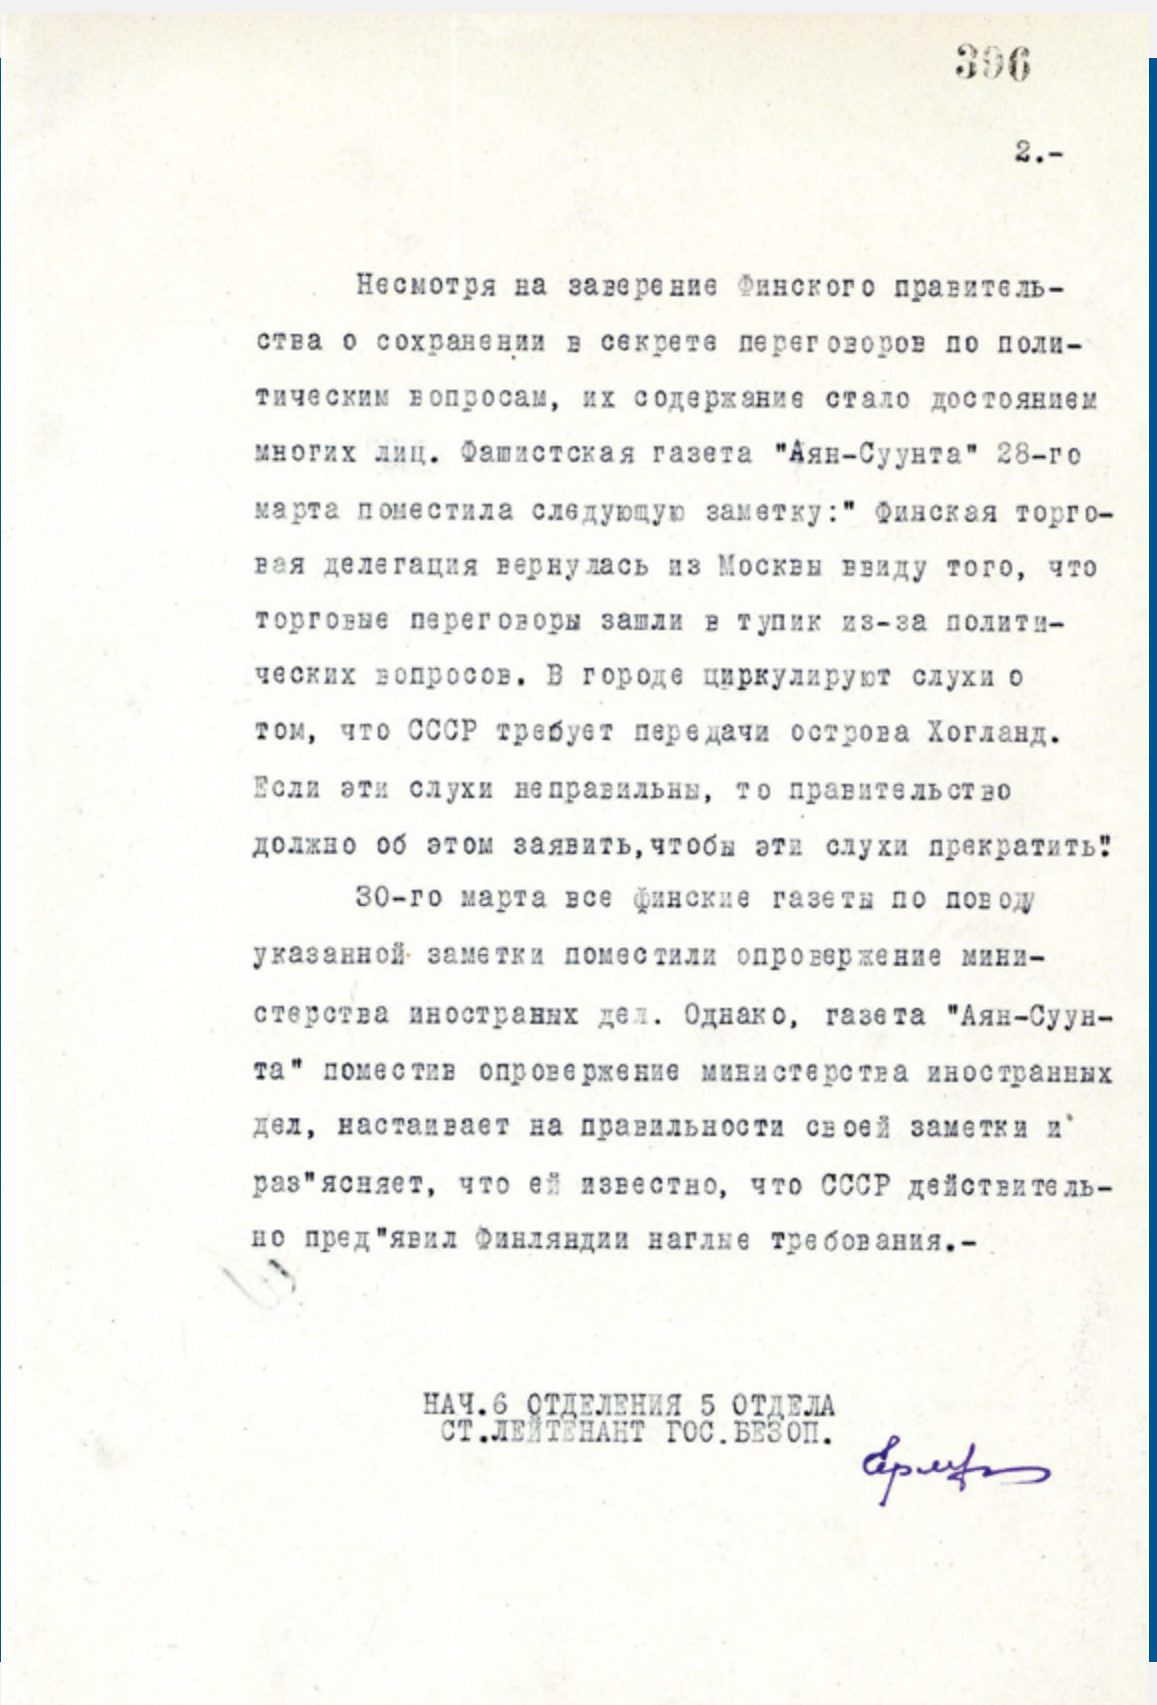 396
2.-
Несмотря на заверение Финского правитель-
ства о сохранении в секрете переговоров по поли-
тическим вопросам, их содержание стало достоянием
многих лиц. Фашистская газета "Аян-Суунта" 28-го
марта поместила следующую заметку:" Финская торго-
вая делегация вернулась из Москвы ввиду того, что
торговые переговоры зашли в тупик из-за полити-
ческих вопросов. В городе циркулируют слухи о
том, что СССР требует передачи острова Хогланд.
Если эти слухи неправильны, то правительство
должно об этом заявить,чтобы эти слухи прекратить".
30-го марта все финские газеты по поводу
указанной заметки поместили опровержение мини-
стерства иностраных дел. Однако, газета "Аян-Суун-
та" поместив опровержение министерства иностранных
дел, настаивает на правильности своей заметки и
раз"ясняет, что ей известно, что СССР действитель-
но пред"явил Финляндии наглые требования.-
НАЧ.6 ОТДЕЛЕНИЯ 5 ОТДЕЛА
СТ.ЛЕЙТЕНАНТ ГОС.БЕЗОП.